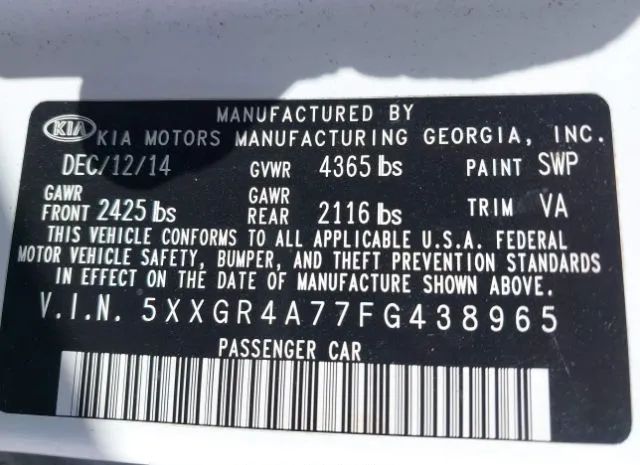 MANUFACTURED BY
KIA KIA MOTORS MANUFACTURING GEORGIA, INC.
DEC/12/14 GVWR 4365 lbs PAINT SWP
GAWR FRONT 2425 lbs GAWR REAR 2116 lbs TRIM VA
THIS VEHICLE CONFORMS TO ALL APPLICABLE U.S.A. FEDERAL
MOTOR VEHICLE SAFETY, BUMPER, AND THEFT PREVENTION STANDARDS
IN EFFECT ON THE DATE OF MANUFACTURE SHOWN ABOVE.
V.I.N. 5XXGR4A77FG438965
PASSENGER CAR